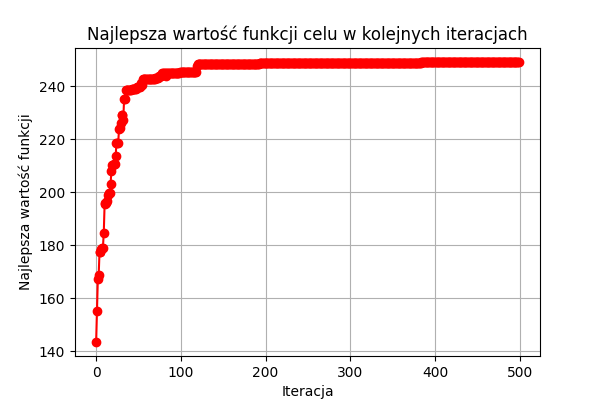 Najlepsza wartość funkcji celu w kolejnych iteracjach
Najlepsza wartość funkcji
240
220
200
180
160
140
0 100 200 300 400 500
Iteracja